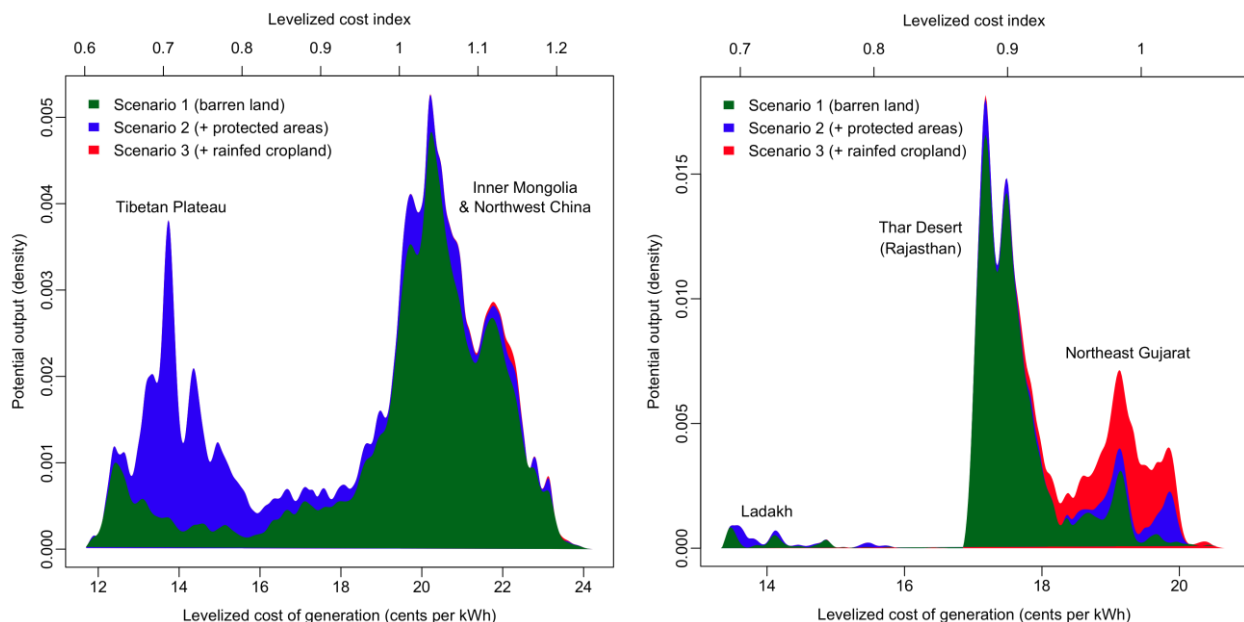 Levelized cost index
0.6 0.7 0.8 0.9 1 1.1 1.2
Scenario 1 (barren land)
Scenario 2 (+ protected areas)
Scenario 3 (+ rainfed cropland)
Tibetan Plateau
Inner Mongolia
& Northwest China
Potential output (density)
0.005
0.004
0.003
0.002
0.001
0.000
12 14 16 18 20 22 24
Levelized cost of generation (cents per kWh)
Levelized cost index
0.7 0.8 0.9 1
Scenario 1 (barren land)
Scenario 2 (+ protected areas)
Scenario 3 (+ rainfed cropland)
Thar Desert
(Rajasthan)
Northeast Gujarat
Ladakh
Potential output (density)
0.015
0.010
0.005
0.000
14 16 18 20
Levelized cost of generation (cents per kWh)